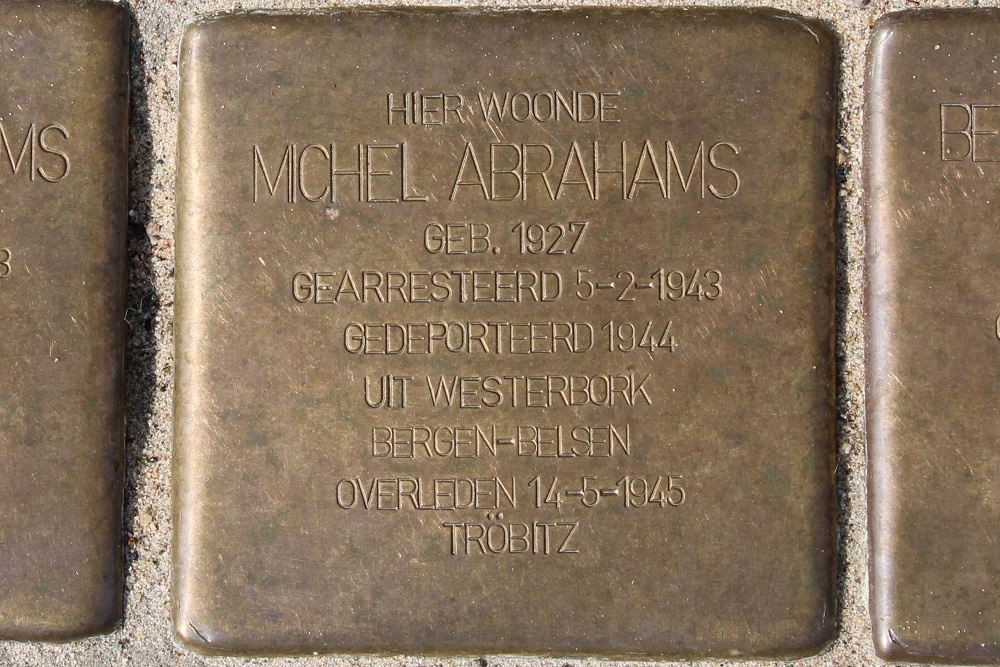 HIER WOONDE
MICHEL ABRAHAMS
GEB. 1927
GEARRESTEERD 5-2-1943
GEDEPORTEERD 1944
UIT WESTERBORK
BERGEN-BELSEN
OVERLEDEN 14-5-1945
TRÖBITZ